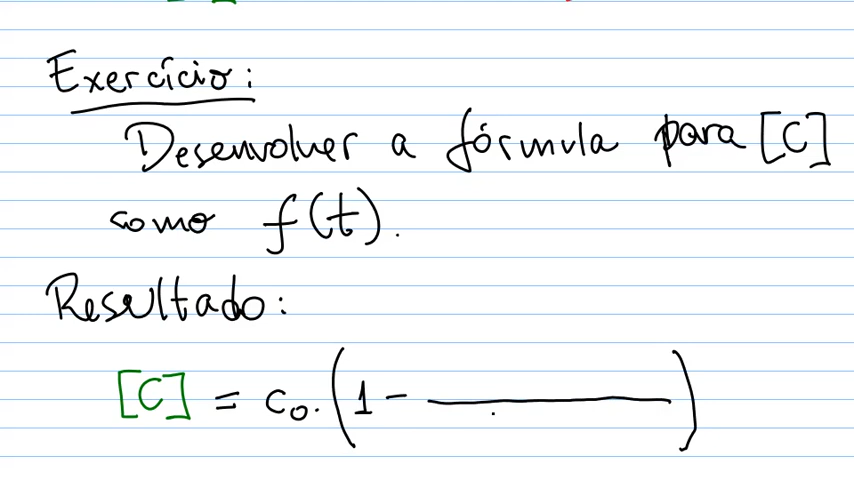 Exercício:
Desenvolver a fórmula para [C]
como f(t).
Resultado:
[C] = c₀.(1 - ―――)